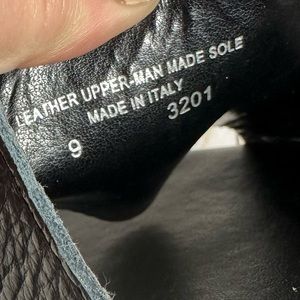 LEATHER UPPER-MAN MADE SOLE
MADE IN ITALY
9 3201